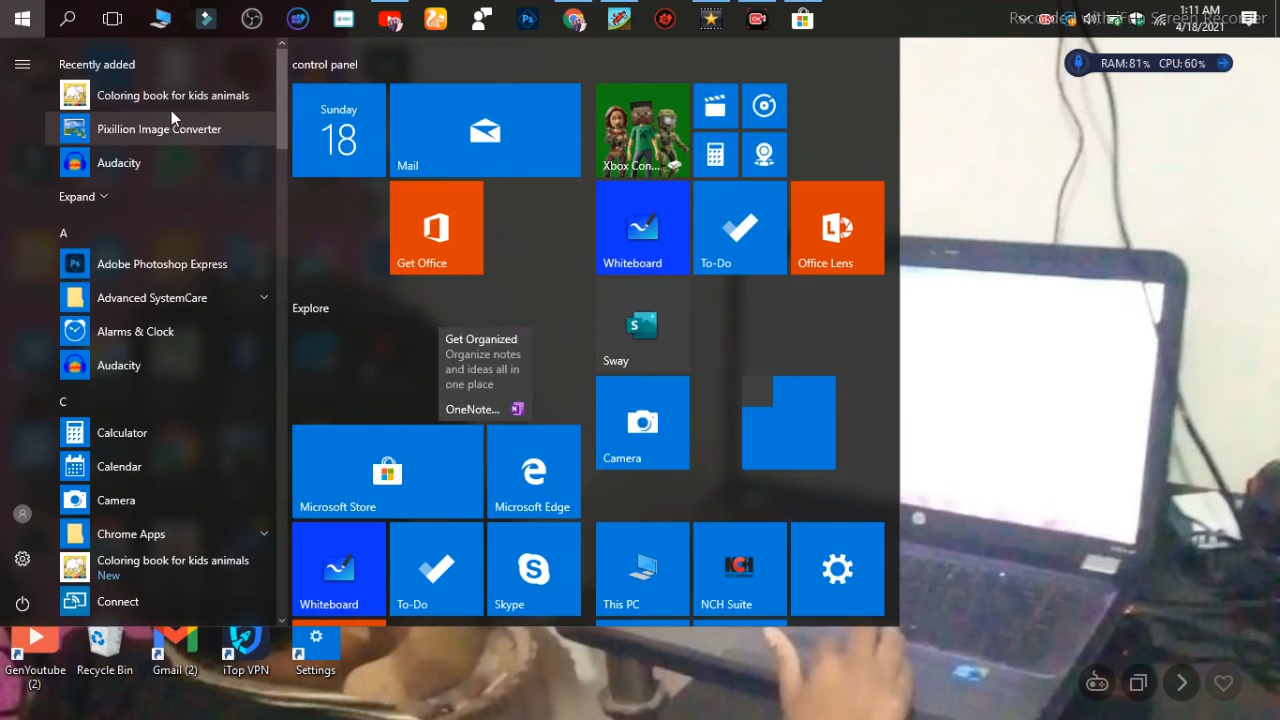 1:11 AM
Recorded with iFun Screen Recorder
4/18/2021
RAM:81% CPU:60%
Recently added
Coloring book for kids animals
Pixillion Image Converter
Audacity
Expand
A
Adobe Photoshop Express
Advanced SystemCare
Alarms & Clock
Audacity
C
Calculator
Calendar
Camera
Chrome Apps
Coloring book for kids animals
New
Connect
control panel
Sunday
18
Mail
Get Office
Explore
Get Organized
Organize notes
and ideas all in
one place
OneNote...
Microsoft Store
Microsoft Edge
Whiteboard
To-Do
Skype
Xbox Con...
Whiteboard
To-Do
Office Lens
Sway
Camera
This PC
NCH
NCH Suite
GenYoutube
(2)
Recycle Bin
Gmail (2)
iTop VPN
Settings